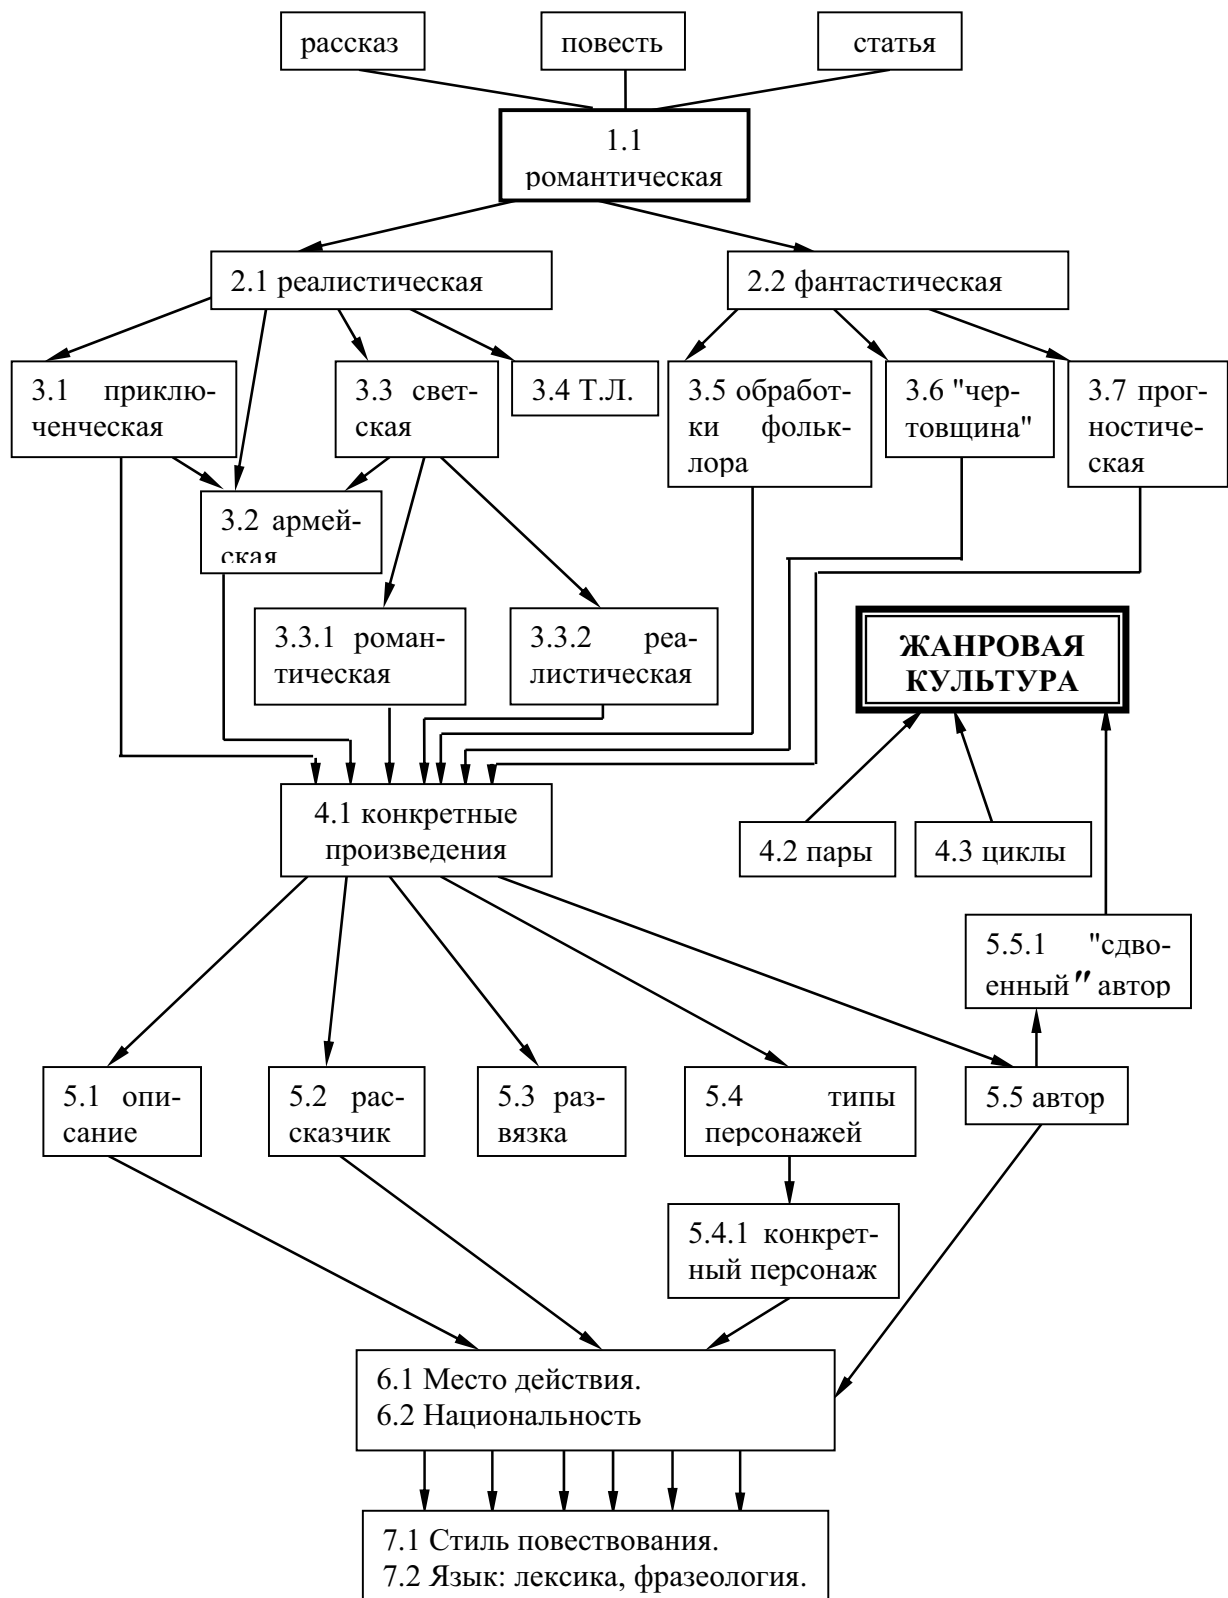 рассказ
повесть
статья
1.1
романтическая
2.1 реалистическая
2.2 фантастическая
3.1 приклю-
ченческая
3.3 свет-
ская
3.4 Т.Л.
3.5 обработ-
ки фольк-
лора
3.6 "чер-
товщина"
3.7 прог-
ностиче-
ская
3.2 армей-
ская
3.3.1 роман-
тическая
3.3.2 реа-
листическая
ЖАНРОВАЯ
КУЛЬТУРА
4.1 конкретные
произведения
4.2 пары
4.3 циклы
5.5.1 "сдво-
енный" автор
5.1 опи-
сание
5.2 рас-
сказчик
5.3 раз-
вязка
5.4 типы
персонажей
5.5 автор
5.4.1 конкрет-
ный персонаж
6.1 Место действия.
6.2 Национальность
7.1 Стиль повествования.
7.2 Язык: лексика, фразеология.